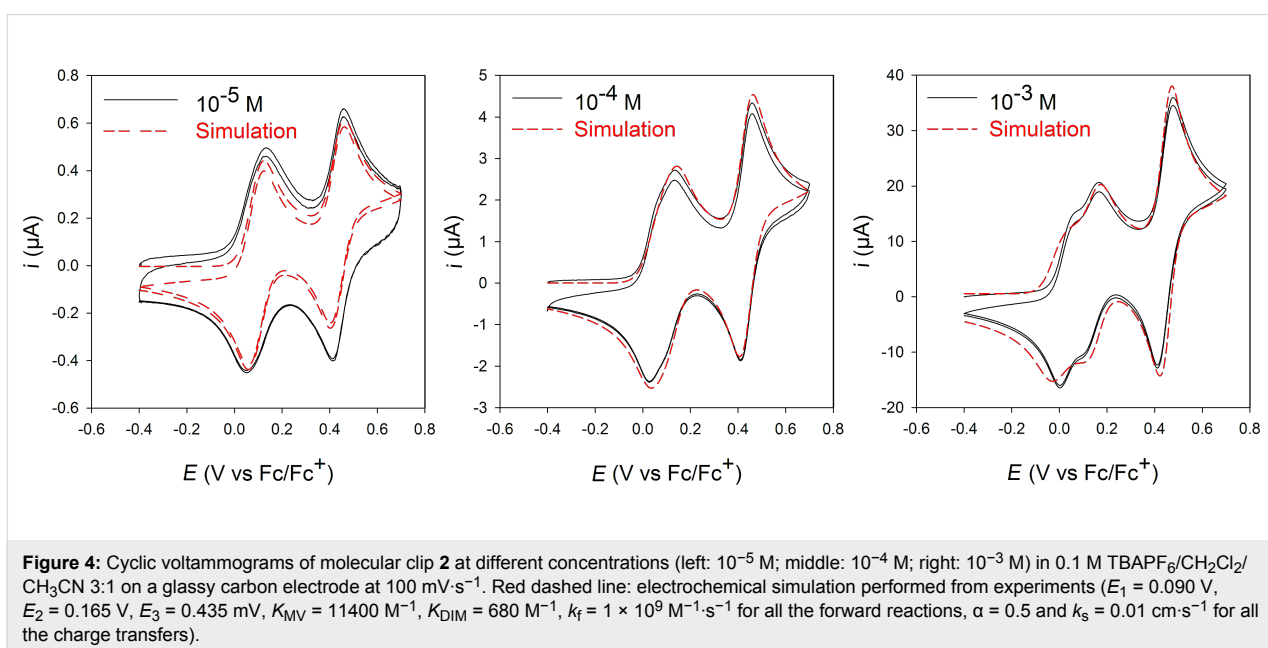 0.8
0.6
0.4
0.2
0.0
-0.2
-0.4
-0.6
i (µA)
10⁻⁵ M
Simulation
-0.6 -0.4 -0.2 0.0 0.2 0.4 0.6 0.8
E (V vs Fc/Fc⁺)
5
4
3
2
1
0
-1
-2
-3
i (µA)
10⁻⁴ M
Simulation
-0.6 -0.4 -0.2 0.0 0.2 0.4 0.6 0.8
E (V vs Fc/Fc⁺)
40
30
20
10
0
-10
-20
i (µA)
10⁻³ M
Simulation
-0.6 -0.4 -0.2 0.0 0.2 0.4 0.6 0.8
E (V vs Fc/Fc⁺)
Figure 4: Cyclic voltammograms of molecular clip 2 at different concentrations (left: 10⁻⁵ M; middle: 10⁻⁴ M; right: 10⁻³ M) in 0.1 M TBAPF₆/CH₂Cl₂/
CH₃CN 3:1 on a glassy carbon electrode at 100 mV·s⁻¹. Red dashed line: electrochemical simulation performed from experiments (E₁ = 0.090 V,
E₂ = 0.165 V, E₃ = 0.435 mV, K_MV = 11400 M⁻¹, K_DIM = 680 M⁻¹, k_f = 1 × 10⁹ M⁻¹·s⁻¹ for all the forward reactions, α = 0.5 and k_s = 0.01 cm·s⁻¹ for all
the charge transfers).